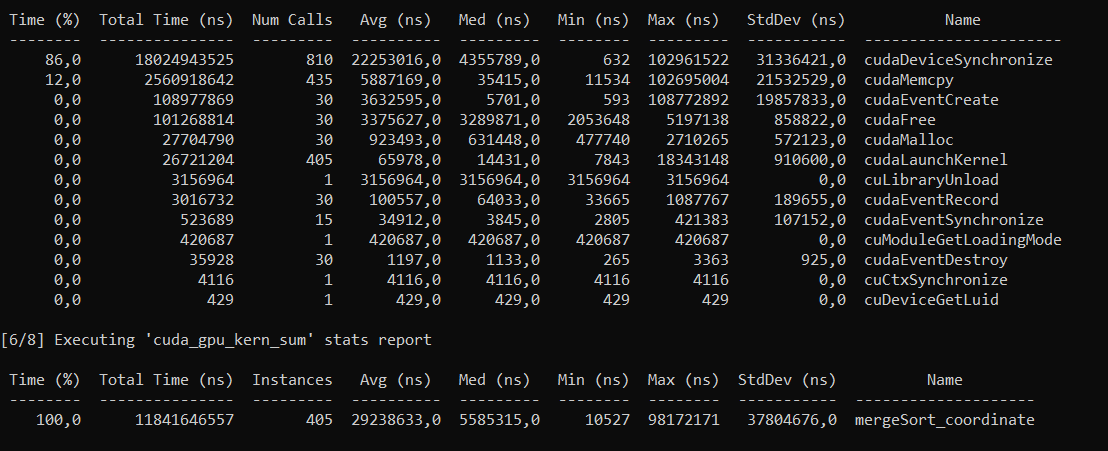 Time (%)  Total Time (ns)  Num Calls   Avg (ns)    Med (ns)   Min (ns)  Max (ns)   StdDev (ns)           Name
--------  ---------------  ---------  ----------  ---------  --------  ---------  -----------  ----------------------
86,0      18024943525        810  22253016,0  4355789,0       632  102961522   31336421,0  cudaDeviceSynchronize
12,0       2560918642        435   5887169,0    35415,0     11534  102695004   21532529,0  cudaMemcpy
0,0        108977869         30   3632595,0     5701,0       593  108772892   19857833,0  cudaEventCreate
0,0        101268814         30   3375627,0  3289871,0   2053648    5197138     858822,0  cudaFree
0,0         27704790         30    923493,0   631448,0    477740    2710265     572123,0  cudaMalloc
0,0         26721204        405     65978,0    14431,0      7843   18343148     910600,0  cudaLaunchKernel
0,0          3156964          1   3156964,0  3156964,0   3156964    3156964          0,0  cuLibraryUnload
0,0          3016732         30    100557,0    64033,0     33665    1087767     189655,0  cudaEventRecord
0,0           523689         15     34912,0     3845,0      2805     421383     107152,0  cudaEventSynchronize
0,0           420687          1    420687,0   420687,0    420687     420687          0,0  cuModuleGetLoadingMode
0,0            35928         30      1197,0     1133,0       265       3363        925,0  cudaEventDestroy
0,0             4116          1      4116,0     4116,0      4116       4116          0,0  cuCtxSynchronize
0,0              429          1       429,0      429,0       429        429          0,0  cuDeviceGetLuid
[6/8] Executing 'cuda_gpu_kern_sum' stats report
Time (%)  Total Time (ns)  Instances   Avg (ns)    Med (ns)   Min (ns)  Max (ns)  StdDev (ns)          Name
--------  ---------------  ---------  ----------  ---------  --------  --------  -----------  --------------------
100,0      11841646557        405  29238633,0  5585315,0     10527  98172171   37804676,0  mergeSort_coordinate